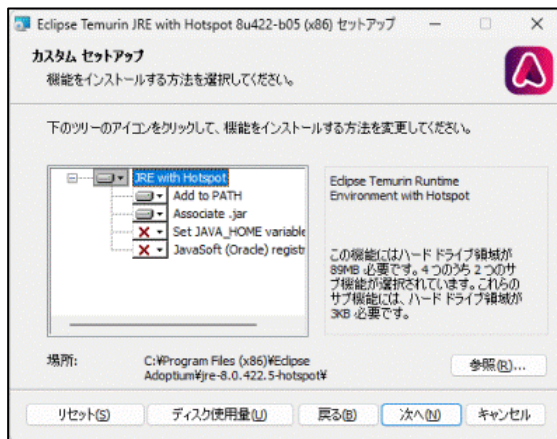 Eclipse Temurin JRE with Hotspot 8u422-b05 (x86) セットアップ
カスタム セットアップ
機能をインストールする方法を選択してください。
下のツリーのアイコンをクリックして、機能をインストールする方法を変更してください。
JRE with Hotspot
Add to PATH
Associate .jar
Set JAVA_HOME variable
JavaSoft (Oracle) registr
Eclipse Temurin Runtime
Environment with Hotspot
この機能にはハード ドライブ領域が
89MB 必要です。4 つのうち 2 つのサ
ブ機能が選択されています。これらの
サブ機能には、ハード ドライブ領域が
3KB 必要です。
場所:
C:¥Program Files (x86)¥Eclipse
Adoptium¥jre-8.0.422.5-hotspot¥
参照(R)...
リセット(S)
ディスク使用量(U)
戻る(B)
次へ(N)
キャンセル